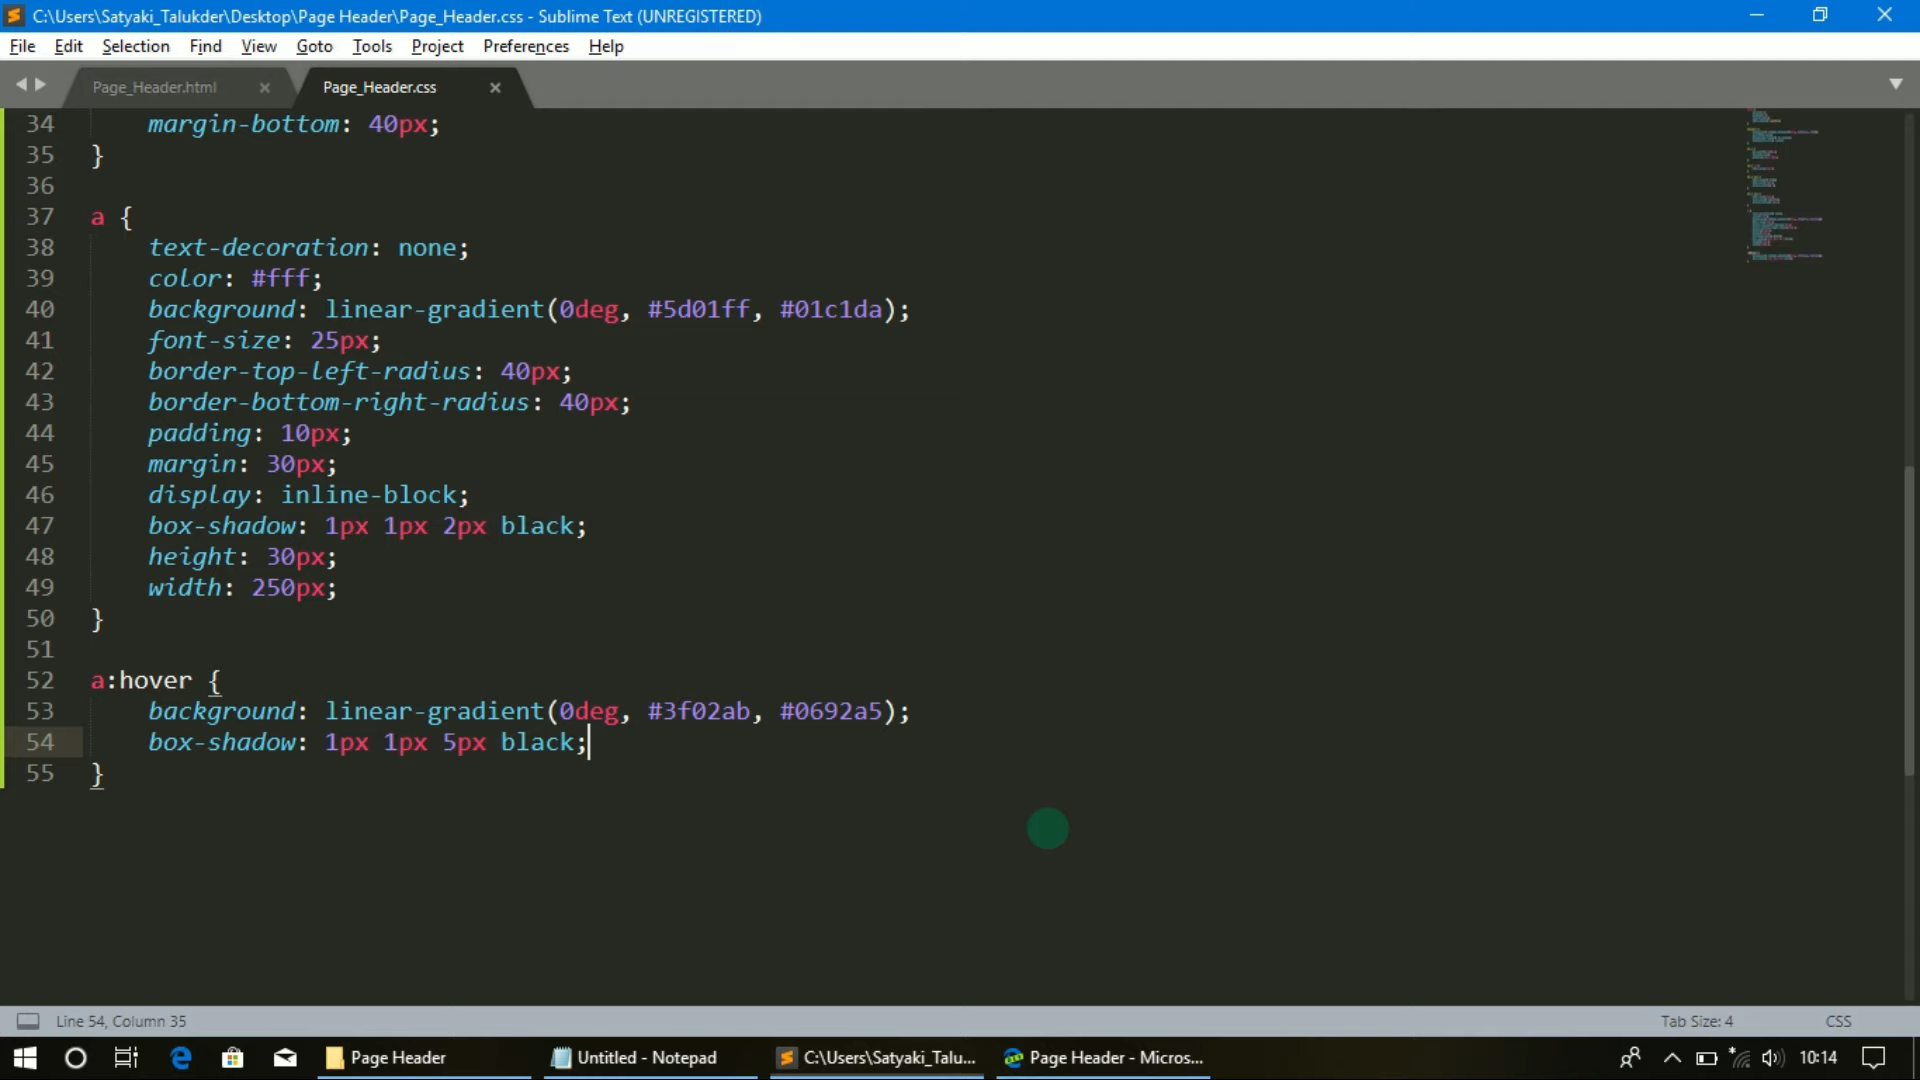 C:\Users\Satyaki_Talukder\Desktop\Page Header\Page_Header.css - Sublime Text (UNREGISTERED)
File Edit Selection Find View Goto Tools Project Preferences Help
Page_Header.html Page_Header.css
34 margin-bottom: 40px;
35 }
36
37 a {
38 text-decoration: none;
39 color: #fff;
40 background: linear-gradient(0deg, #5d01ff, #01c1da);
41 font-size: 25px;
42 border-top-left-radius: 40px;
43 border-bottom-right-radius: 40px;
44 padding: 10px;
45 margin: 30px;
46 display: inline-block;
47 box-shadow: 1px 1px 2px black;
48 height: 30px;
49 width: 250px;
50 }
51
52 a:hover {
53 background: linear-gradient(0deg, #3f02ab, #0692a5);
54 box-shadow: 1px 1px 5px black;
55 }
Line 54, Column 35 Tab Size: 4 CSS
Page Header Untitled - Notepad C:\Users\Satyaki_Talu... Page Header - Micros... 10:14